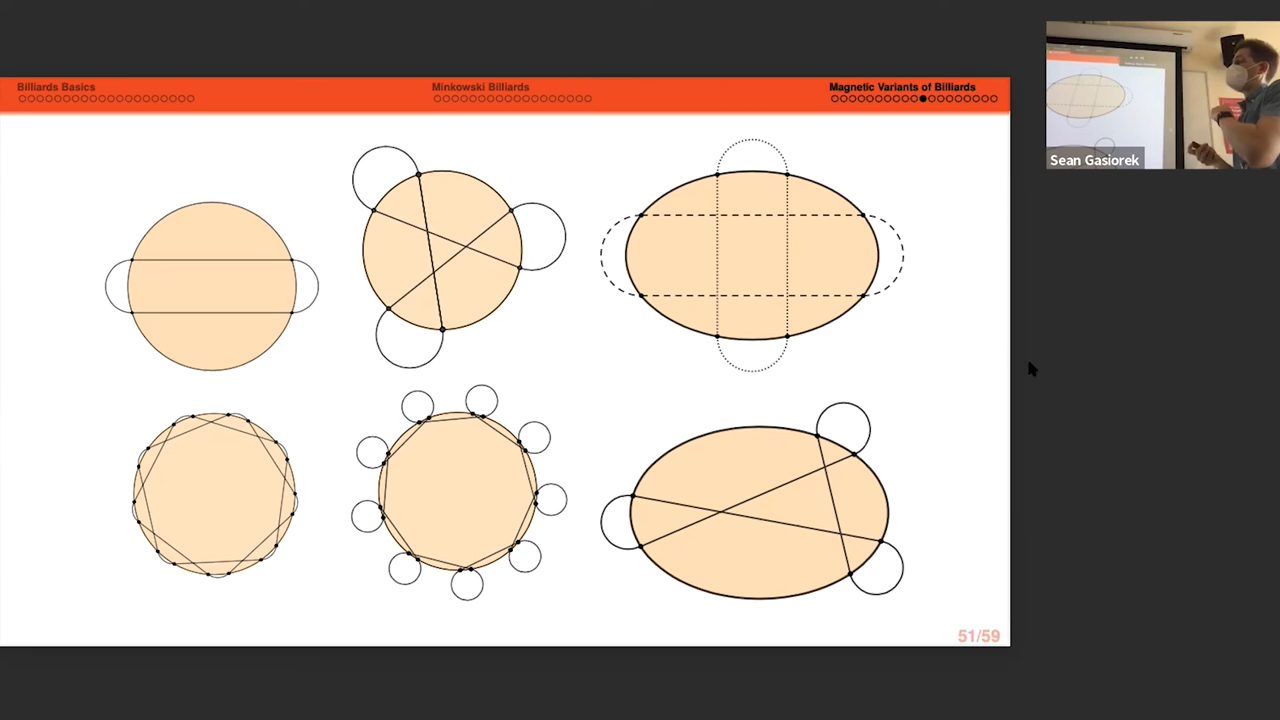 Billiards Basics
Minkowski Billiards
Magnetic Variants of Billiards
Sean Gasiorek
51/59